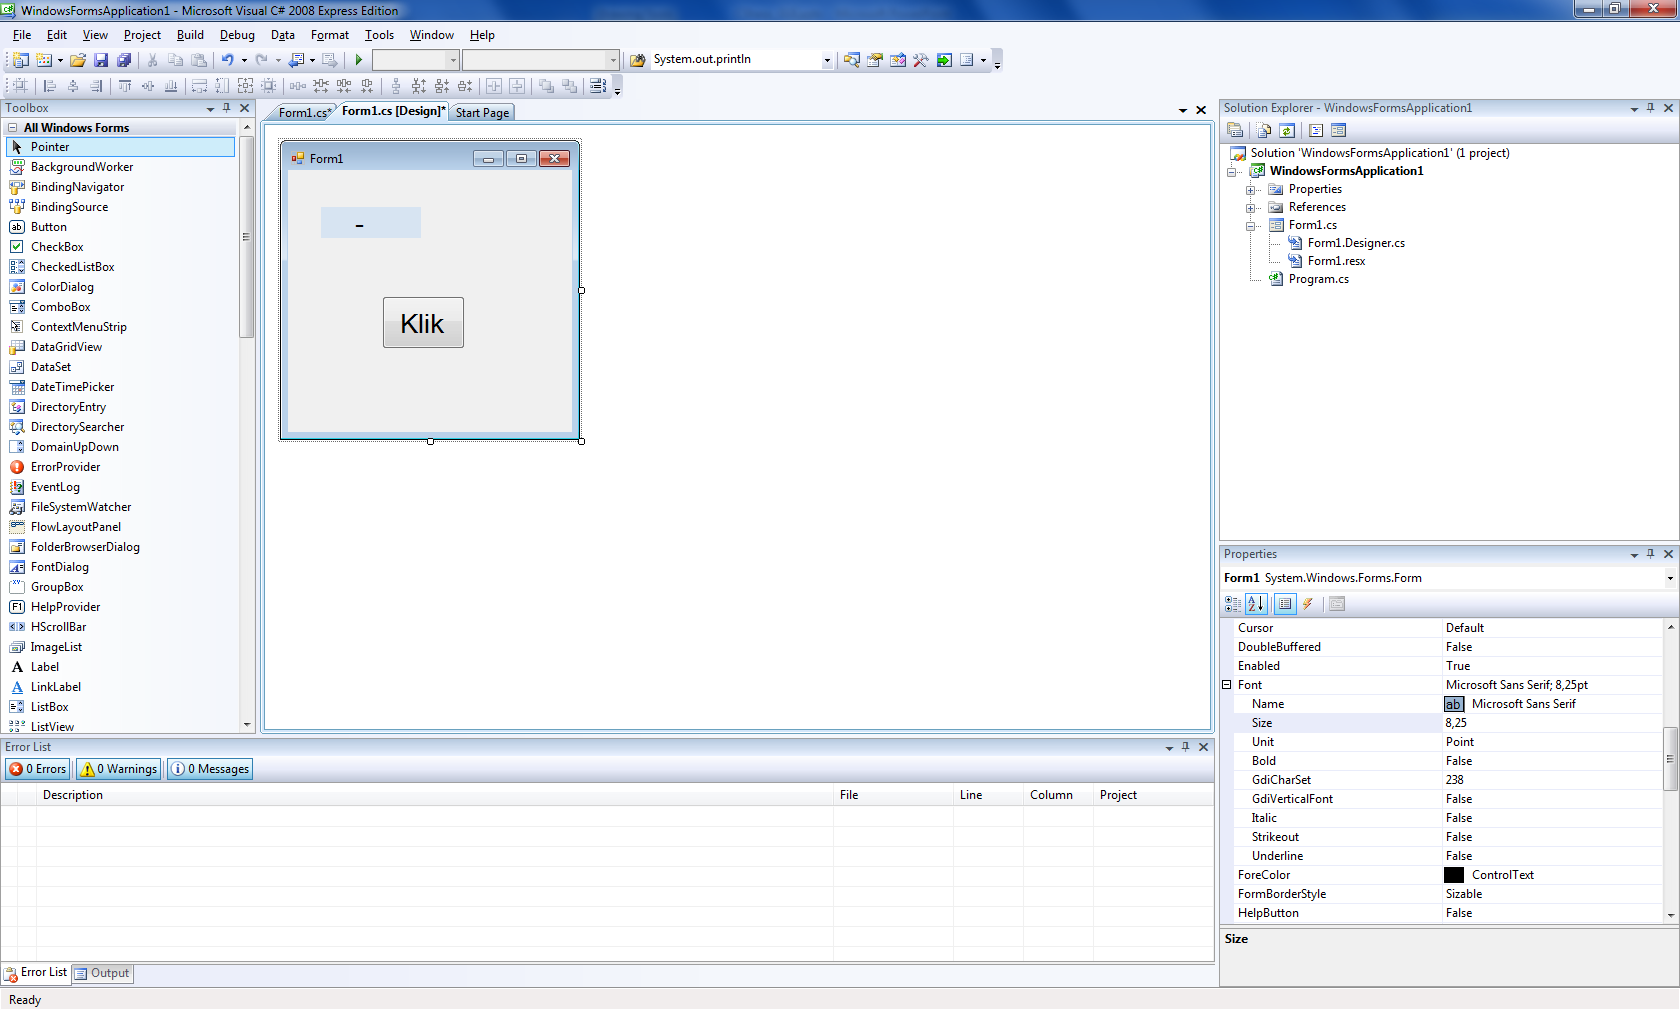 WindowsFormsApplication1 - Microsoft Visual C# 2008 Express Edition
File Edit View Project Build Debug Data Format Tools Window Help
System.out.println
Toolbox
All Windows Forms
Pointer
BackgroundWorker
BindingNavigator
BindingSource
Button
CheckBox
CheckedListBox
ColorDialog
ComboBox
ContextMenuStrip
DataGridView
DataSet
DateTimePicker
DirectoryEntry
DirectorySearcher
DomainUpDown
ErrorProvider
EventLog
FileSystemWatcher
FlowLayoutPanel
FolderBrowserDialog
FontDialog
GroupBox
HelpProvider
HScrollBar
ImageList
Label
LinkLabel
ListBox
ListView
Form1.cs* Form1.cs [Design]* Start Page
Form1
-
Klik
Solution Explorer - WindowsFormsApplication1
Solution 'WindowsFormsApplication1' (1 project)
WindowsFormsApplication1
Properties
References
Form1.cs
Form1.Designer.cs
Form1.resx
Program.cs
Properties
Form1 System.Windows.Forms.Form
Cursor Default
DoubleBuffered False
Enabled True
Font Microsoft Sans Serif; 8,25pt
Name ab Microsoft Sans Serif
Size 8,25
Unit Point
Bold False
GdiCharSet 238
GdiVerticalFont False
Italic False
Strikeout False
Underline False
ForeColor ControlText
FormBorderStyle Sizable
HelpButton False
Size
Error List
0 Errors 0 Warnings 0 Messages
Description File Line Column Project
Error List Output
Ready